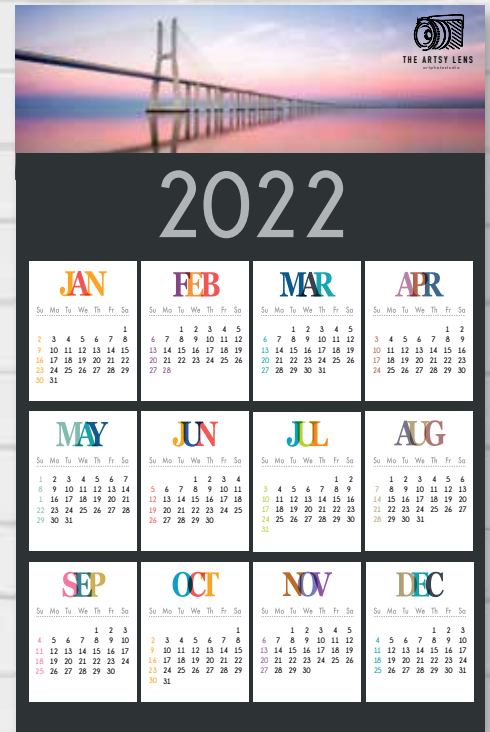 THE ARTSY LENS
artphotostudio
2022
JAN
Su Mo Tu We Th Fr Sa
1
2 3 4 5 6 7 8
9 10 11 12 13 14 15
16 17 18 19 20 21 22
23 24 25 26 27 28 29
30 31
FEB
Su Mo Tu We Th Fr Sa
1 2 3 4 5
6 7 8 9 10 11 12
13 14 15 16 17 18 19
20 21 22 23 24 25 26
27 28
MAR
Su Mo Tu We Th Fr Sa
1 2 3 4 5
6 7 8 9 10 11 12
13 14 15 16 17 18 19
20 21 22 23 24 25 26
27 28 29 30 31
APR
Su Mo Tu We Th Fr Sa
1 2
3 4 5 6 7 8 9
10 11 12 13 14 15 16
17 18 19 20 21 22 23
24 25 26 27 28 29 30
MAY
Su Mo Tu We Th Fr Sa
1 2 3 4 5 6 7
8 9 10 11 12 13 14
1 16 17 18 19 20 21
22 23 24 25 26 27 28
29 30 31
JUN
Su Mo Tu We Th Fr Sa
1 2 3 4
5 6 7 8 9 10 11
12 13 14 15 16 17 18
19 20 21 22 23 24 25
26 27 28 29 30
JUL
Su Mo Tu We Th Fr Sa
1 2
3 4 5 6 7 8 9
10 11 12 13 14 15 16
17 18 19 20 21 22 23
24 25 26 27 28 29 30
31
AUG
Su Mo Tu We Th Fr Sa
1 2 3 4 5 6
7 8 9 10 11 12 13
14 15 16 17 18 19 20
21 22 23 24 25 26 27
28 29 30 31
SEP
Su Mo Tu We Th Fr Sa
1 2 3
4 5 6 7 8 9 10
11 12 13 14 15 16 17
18 19 20 21 22 23 24
25 26 27 28 29 30
OCT
Su Mo Tu We Th Fr Sa
1
2 3 4 5 6 7 8
9 10 11 12 13 14 15
16 17 18 19 20 21 22
23 24 25 26 27 28 29
30 31
NOV
Su Mo Tu We Th Fr Sa
1 2 3 4 5
6 7 8 9 10 11 12
13 14 15 16 17 18 19
20 21 22 23 24 25 26
27 28 29 30
DEC
Su Mo Tu We Th Fr Sa
1 2 3
4 5 6 7 8 9 10
11 12 13 14 15 16 17
18 19 20 21 22 23 24
25 26 27 28 29 30 31